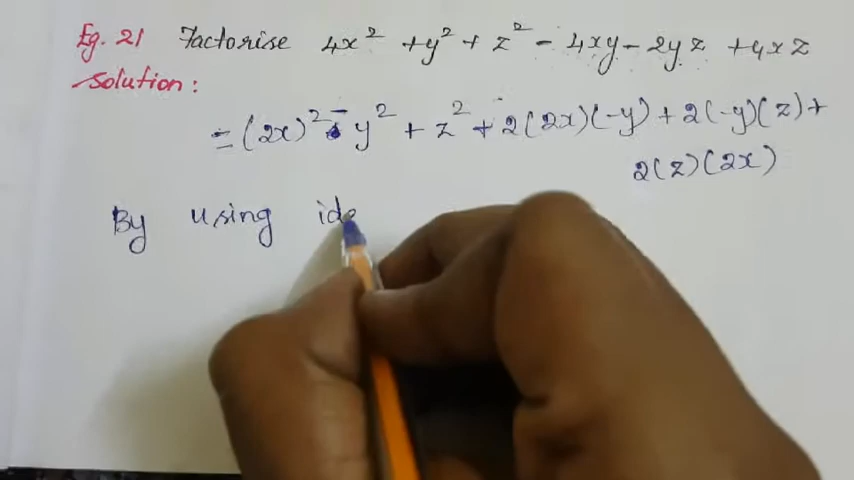 Eg. 21 Factorise 4x² + y² + z² - 4xy - 2yz + 4xz
Solution:
= (2x)² - y² + z² + 2(2x)(-y) + 2(-y)(z) +
2(z)(2x)
By using ide